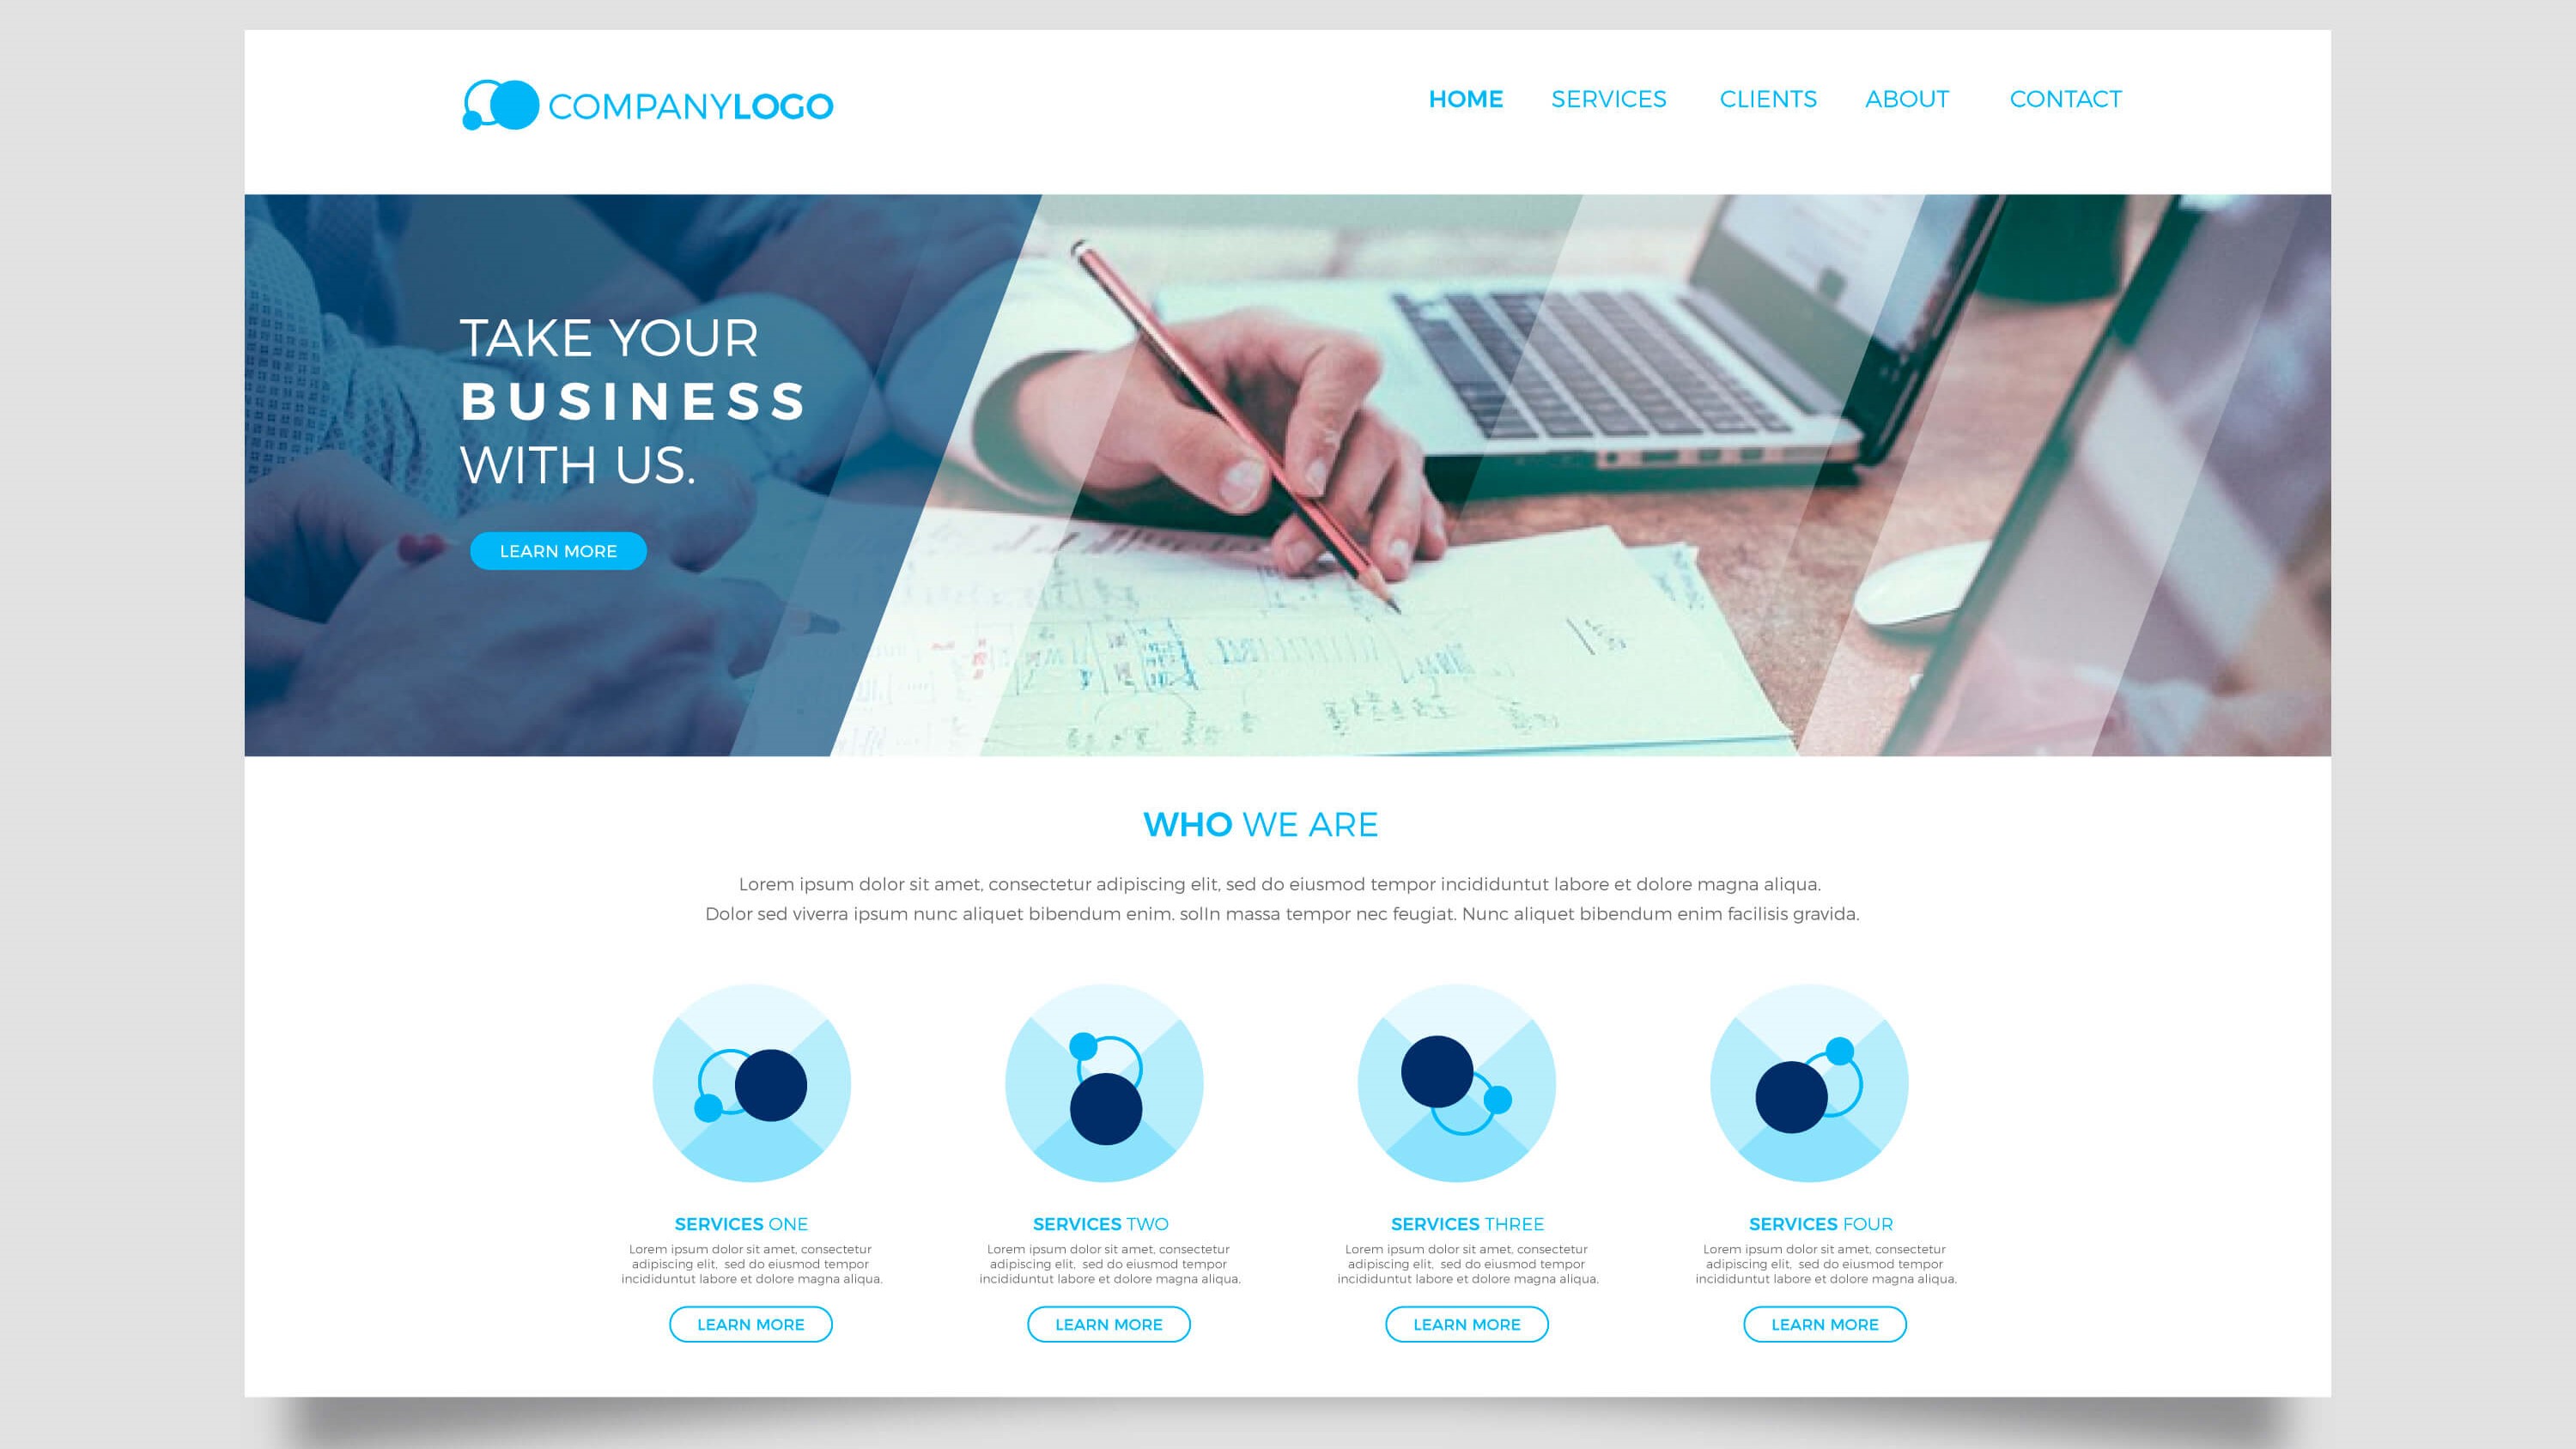 COMPANYLOGO
HOME SERVICES CLIENTS ABOUT CONTACT
TAKE YOUR
BUSINESS
WITH US.
LEARN MORE
WHO WE ARE
Lorem ipsum dolor sit amet, consectetur adipiscing elit, sed do eiusmod tempor incididuntut labore et dolore magna aliqua.
Dolor sed viverra ipsum nunc aliquet bibendum enim. solln massa tempor nec feugiat. Nunc aliquet bibendum enim facilisis gravida.
SERVICES ONE
Lorem ipsum dolor sit amet, consectetur
adipiscing elit, sed do eiusmod tempor
incididuntut labore et dolore magna aliqua.
LEARN MORE
SERVICES TWO
Lorem ipsum dolor sit amet, consectetur
adipiscing elit, sed do eiusmod tempor
incididuntut labore et dolore magna aliqua.
LEARN MORE
SERVICES THREE
Lorem ipsum dolor sit amet, consectetur
adipiscing elit, sed do eiusmod tempor
incididuntut labore et dolore magna aliqua.
LEARN MORE
SERVICES FOUR
Lorem ipsum dolor sit amet, consectetur
adipiscing elit, sed do eiusmod tempor
incididuntut labore et dolore magna aliqua.
LEARN MORE